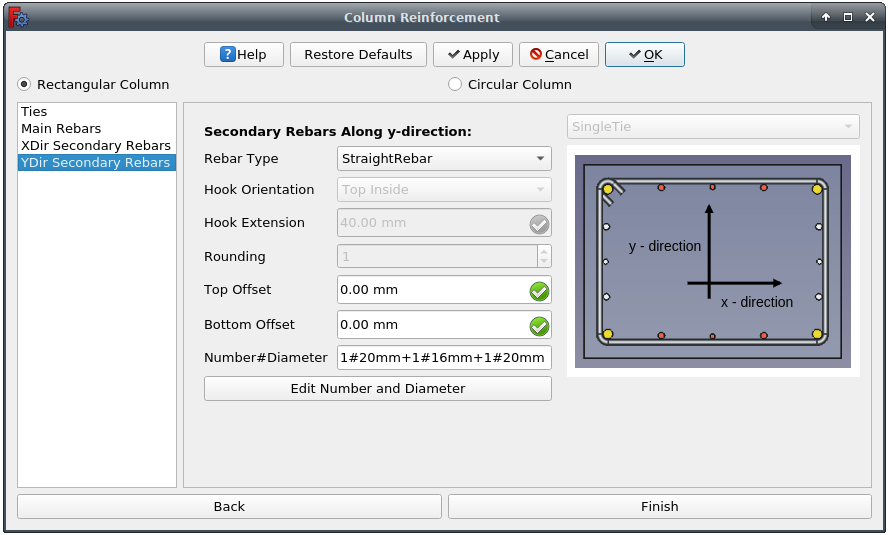 Column Reinforcement
Help
Restore Defaults
Apply
Cancel
OK
Rectangular Column
Circular Column
Ties
Main Rebars
XDir Secondary Rebars
YDir Secondary Rebars
Secondary Rebars Along y-direction:
SingleTie
Rebar Type
StraightRebar
Hook Orientation
Top Inside
Hook Extension
40.00 mm
Rounding
1
Top Offset
0.00 mm
Bottom Offset
0.00 mm
Number#Diameter
1#20mm+1#16mm+1#20mm
Edit Number and Diameter
y - direction
x - direction
Back
Finish